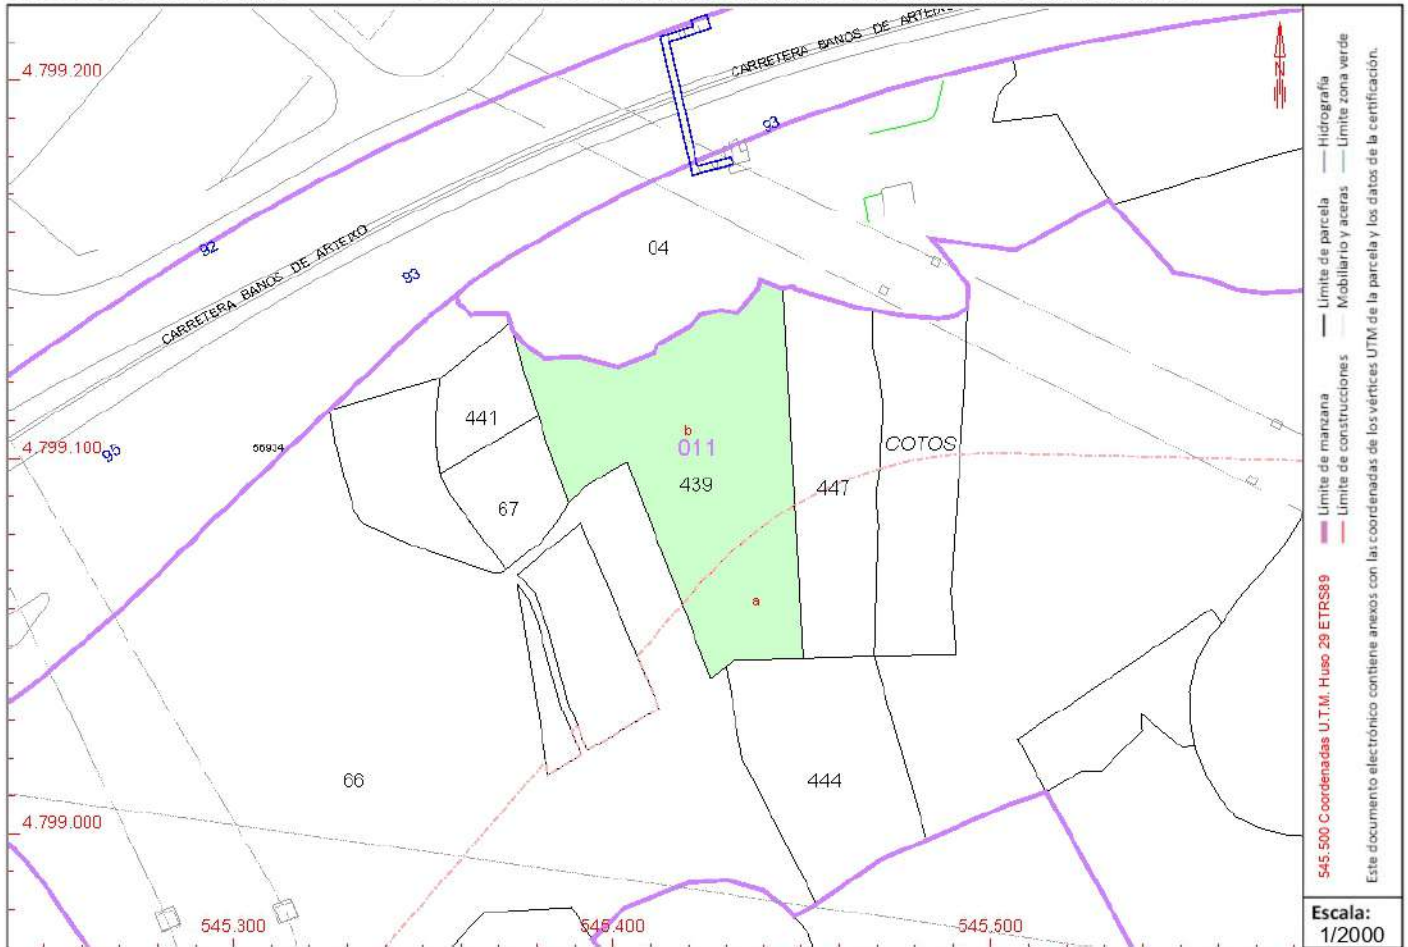 CARRETERA BANOS DE ARTEIXO
4.799.200
93
92
04
CARRETERA BANOS DE ARTEIXO
93
441
b
011
COTOS
4.799.100
95
56934
439
447
67
a
66
444
4.799.000
545.300
545.400
545.500
N
Límite de manzana
Límite de parcela
Hidrografía
Límite de construcciones
Mobiliario y aceras
Límite zona verde
545.500 Coordenadas U.T.M. Huso 29 ETRS89
Este documento electrónico contiene anexos con las coordenadas de los vértices UTM de la parcela y los datos de la certificación.
Escala:
1/2000